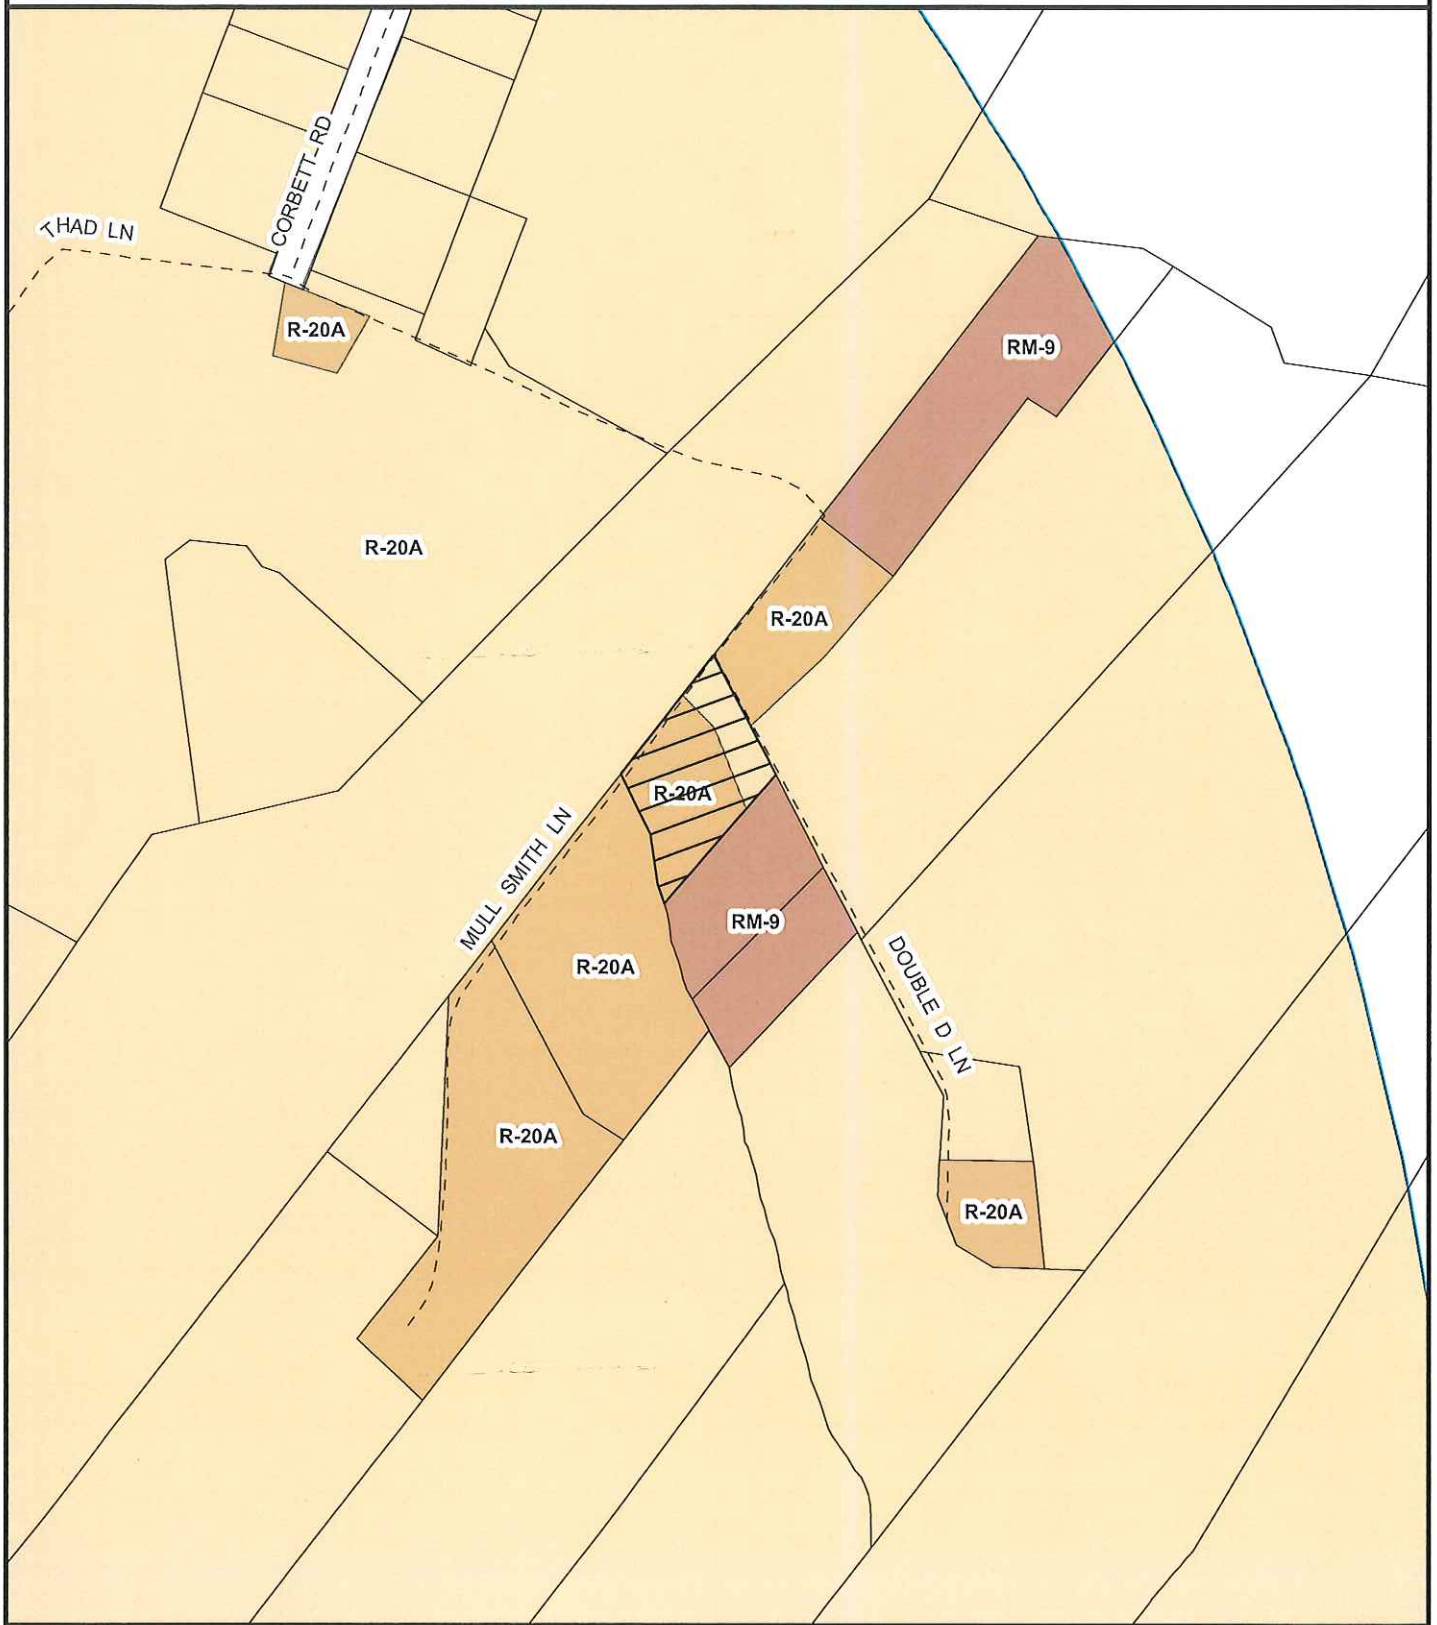 CORBETT RD
THAD LN
R-20A
RM-9
R-20A
R-20A
R-20A
MULL SMITH LN
RM-9
R-20A
DOUBLE D LN
R-20A
R-20A